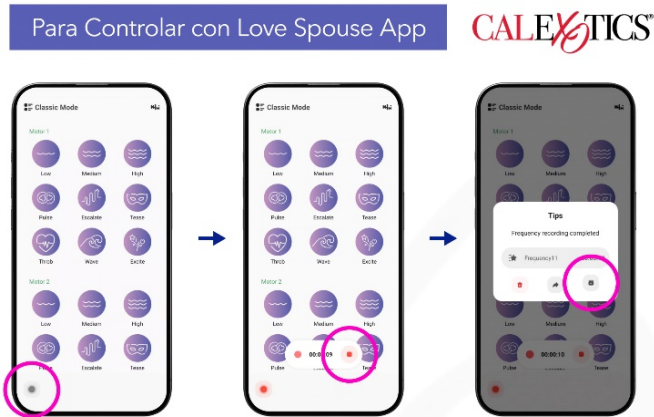 Para Controlar con Love Spouse App
CALEXOTICS®
Classic Mode
Motor 1
Low Medium High
Pulse Escalate Tease
Throb Wave Excite
Motor 2
Low Medium High
Pulse Escalate Tease
Classic Mode
Motor 1
Low Medium High
Pulse Escalate Tease
Throb Wave Excite
Motor 2
Low Medium High
00:00:09
Pulse Escalate Tease
Classic Mode
Motor 1
Low Medium High
Tips
Frequency recording completed
Frequency11
Low Medium High
00:00:10
Pulse Escalate Tease